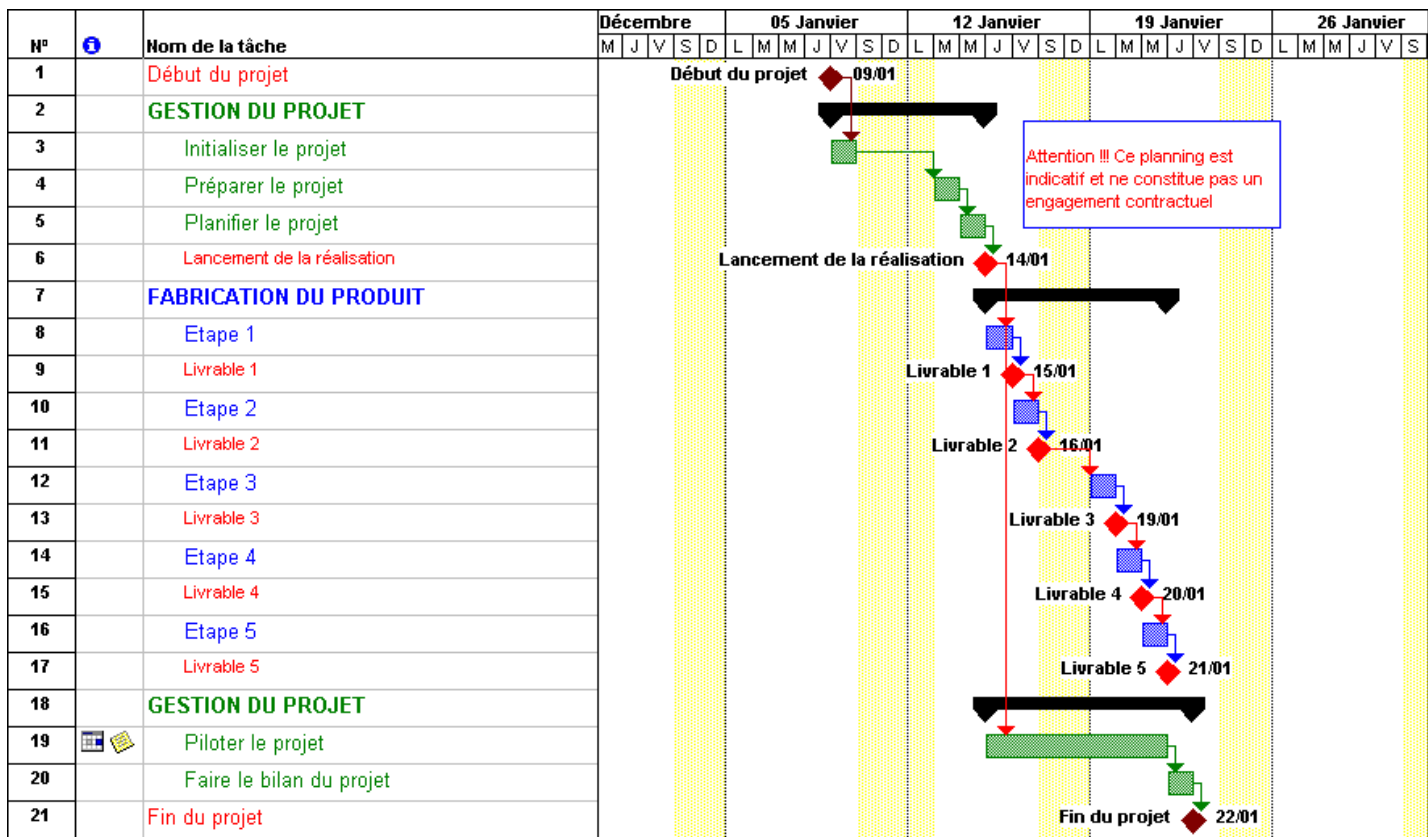 Décembre 05 Janvier 12 Janvier 19 Janvier 26 Janvier
Nº Nom de la tâche M J V S D L M M J V S D L M M J V S D L M M J V S D L M M J V S
1 Début du projet Début du projet 09/01
2 GESTION DU PROJET
3 Initialiser le projet
Attention !!! Ce planning est
4 Préparer le projet
indicatif et ne constitue pas un
engagement contractuel
5 Planifier le projet
6 Lancement de la réalisation Lancement de la réalisation 14/01
7 FABRICATION DU PRODUIT
8 Etape 1
9 Livrable 1 Livrable 1 15/01
10 Etape 2
11 Livrable 2 Livrable 2 16/01
12 Etape 3
13 Livrable 3 Livrable 3 19/01
14 Etape 4
15 Livrable 4 Livrable 4 20/01
16 Etape 5
17 Livrable 5 Livrable 5 21/01
18 GESTION DU PROJET
19 Piloter le projet
20 Faire le bilan du projet
21 Fin du projet Fin du projet 22/01